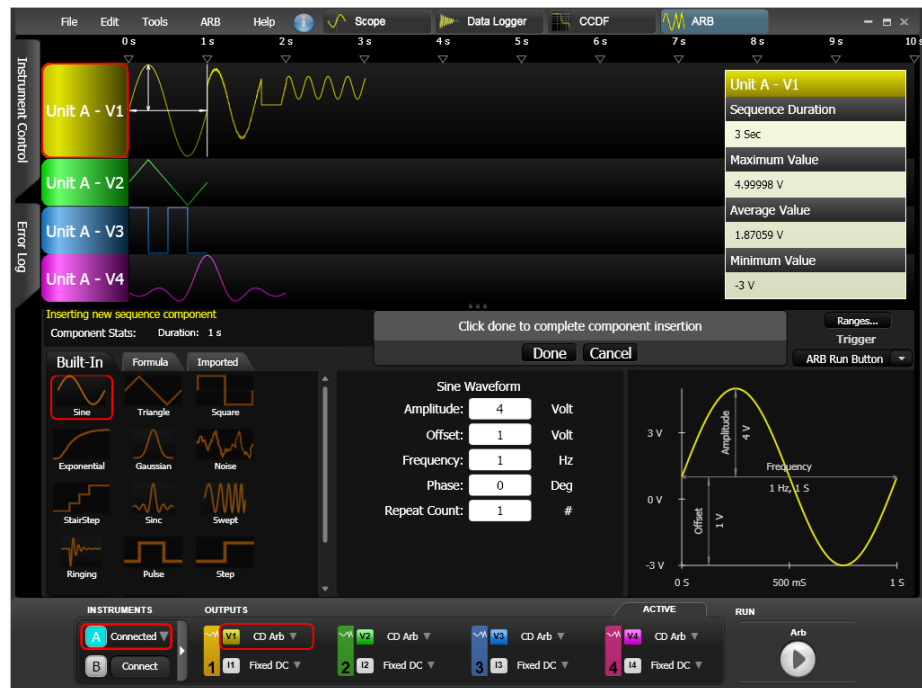 File Edit Tools ARB Help i Scope Data Logger CCDF ARB
0 s 1 s 2 s 3 s 4 s 5 s 6 s 7 s 8 s 9 s 10 s
Instrument Control
Error Log
Unit A - V1
Unit A - V2
Unit A - V3
Unit A - V4
Unit A - V1
Sequence Duration
3 Sec
Maximum Value
4.99998 V
Average Value
1.87059 V
Minimum Value
-3 V
Inserting new sequence component
Component Stats: Duration: 1 s
Click done to complete component insertion
Done Cancel
Ranges...
Trigger
ARB Run Button
Built-In Formula Imported
Sine Triangle Square
Exponential Gaussian Noise
StairStep Sinc Swept
Ringing Pulse Step
Sine Waveform
Amplitude: 4 Volt
Offset: 1 Volt
Frequency: 1 Hz
Phase: 0 Deg
Repeat Count: 1 #
3 V
0 V
-3 V
Amplitude
4 V
Frequency
1 Hz, 1 S
Offset
1 V
0 S 500 mS 1 S
INSTRUMENTS OUTPUTS ACTIVE RUN
A Connected
B Connect
1 V1 CD Arb
I1 Fixed DC
2 V2 CD Arb
I2 Fixed DC
3 V3 CD Arb
I3 Fixed DC
4 V4 CD Arb
I4 Fixed DC
Arb